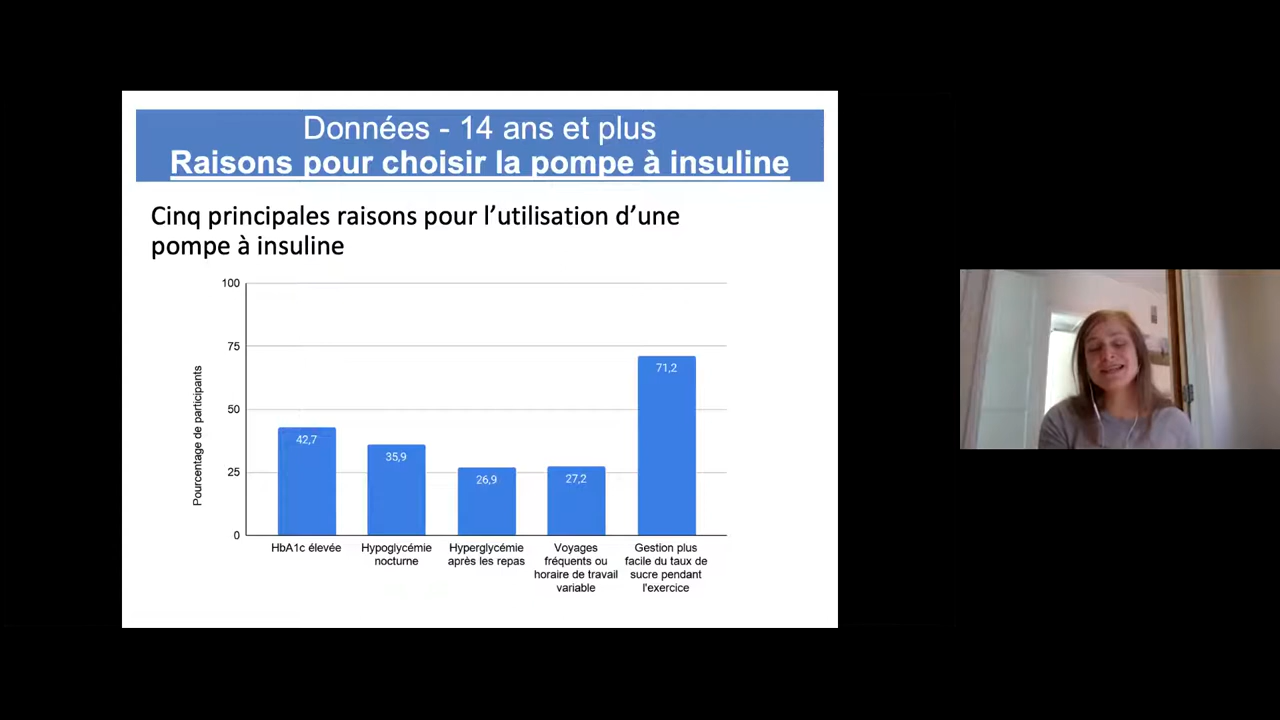 Données - 14 ans et plus
Raisons pour choisir la pompe à insuline
Cinq principales raisons pour l’utilisation d’une
pompe à insuline
Pourcentage de participants
100
75
50
25
0
42,7
35,9
26,9
27,2
71,2
HbA1c élevée
Hypoglycémie
nocturne
Hyperglycémie
après les repas
Voyages
fréquents ou
horaire de travail
variable
Gestion plus
facile du taux de
sucre pendant
l'exercice